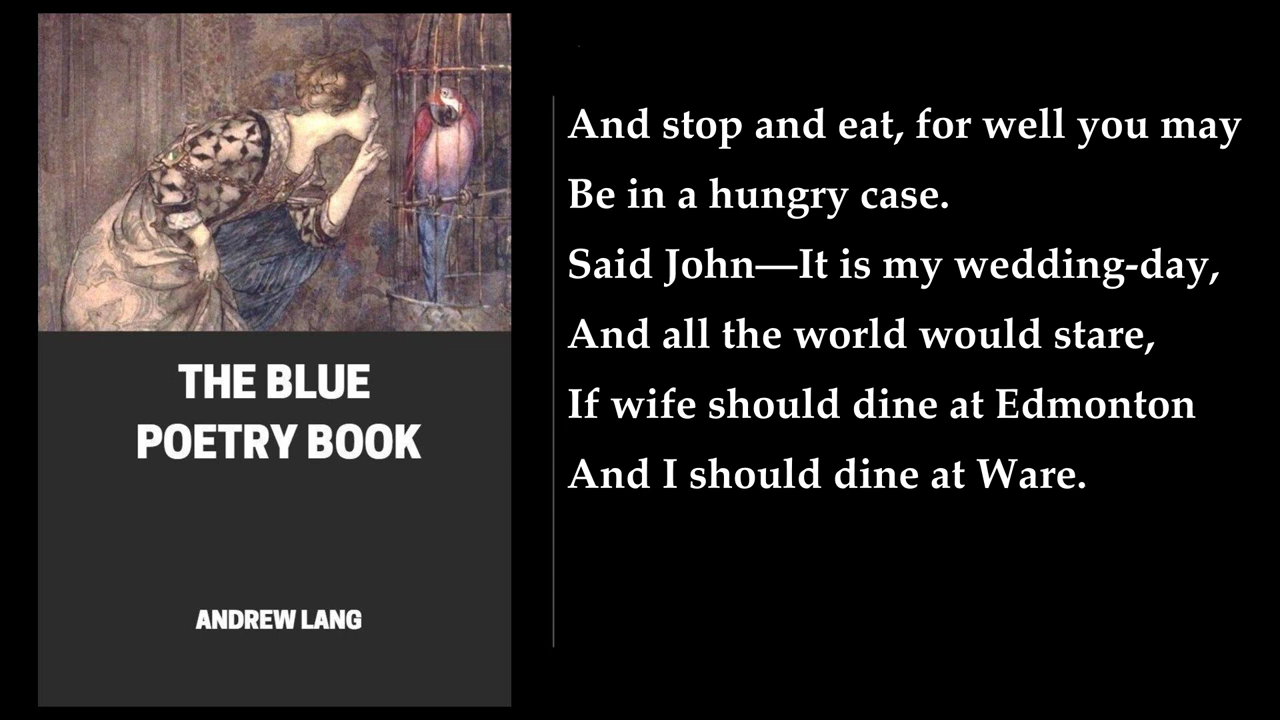 THE BLUE
POETRY BOOK
ANDREW LANG
And stop and eat, for well you may
Be in a hungry case.
Said John—It is my wedding-day,
And all the world would stare,
If wife should dine at Edmonton
And I should dine at Ware.